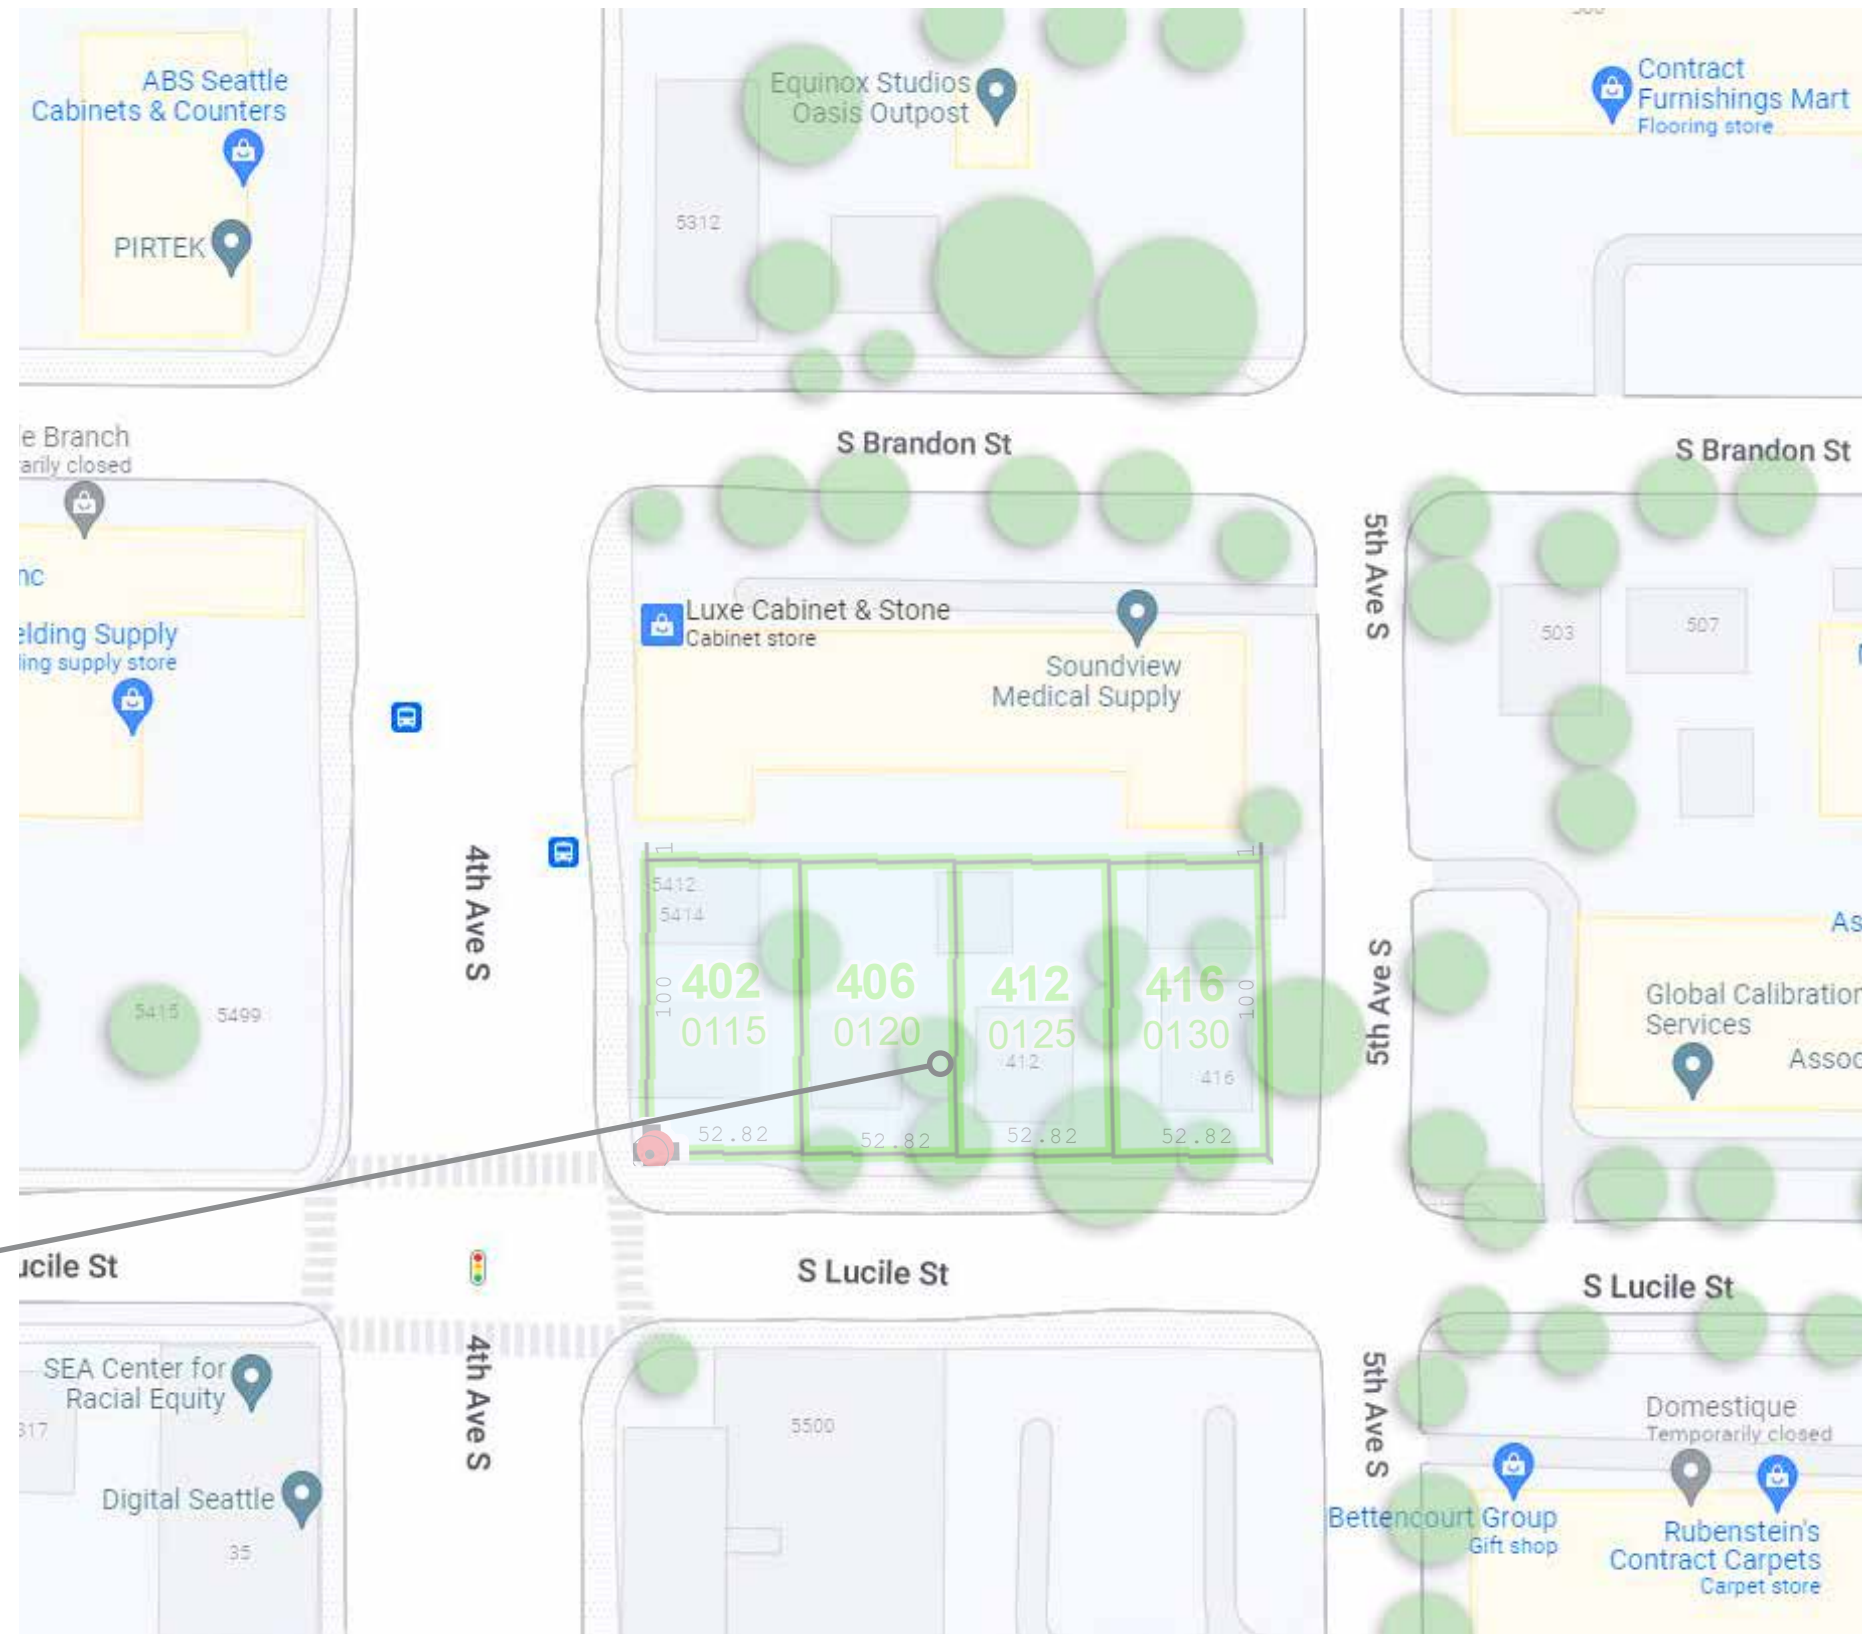 ABS Seattle
Cabinets & Counters
PIRTEK
Equinox Studios
Oasis Outpost
5312
Contract
Furnishings Mart
Flooring store
e Branch
arily closed
S Brandon St
S Brandon St
nc
elding Supply
ing supply store
Luxe Cabinet & Stone
Cabinet store
Soundview
Medical Supply
5th Ave S
503
507
4th Ave S
5412
5414
100
402
0115
406
0120
412
0125
416
0130
100
412
416
52.82
52.82
52.82
52.82
5th Ave S
5415
5499
As
Global Calibration
Services
Assoc
ucile St
S Lucile St
S Lucile St
SEA Center for
Racial Equity
317
Digital Seattle
35
4th Ave S
5500
5th Ave S
Domestique
Temporarily closed
Bettencourt Group
Gift shop
Rubenstein's
Contract Carpets
Carpet store